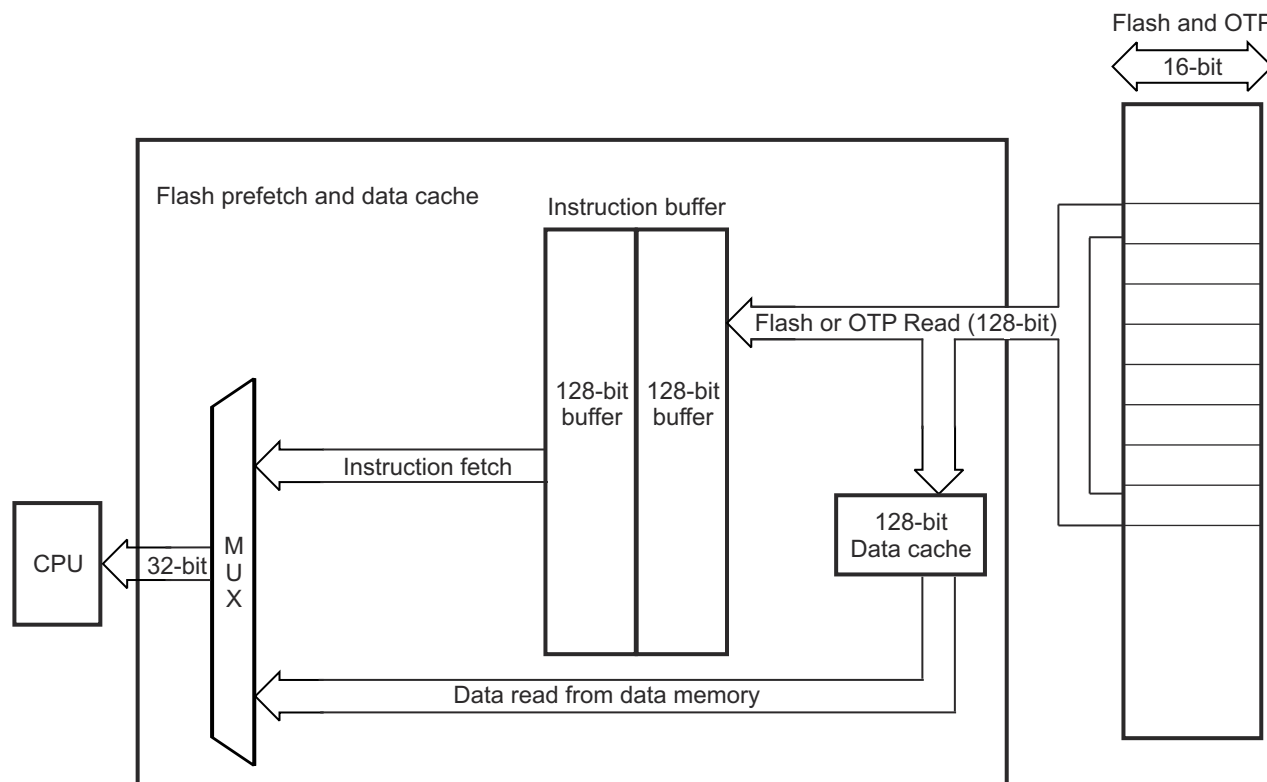 Flash and OTP
16-bit
Flash prefetch and data cache
Instruction buffer
Flash or OTP Read (128-bit)
128-bit
buffer
128-bit
buffer
Instruction fetch
128-bit
Data cache
CPU
32-bit
M
U
X
Data read from data memory